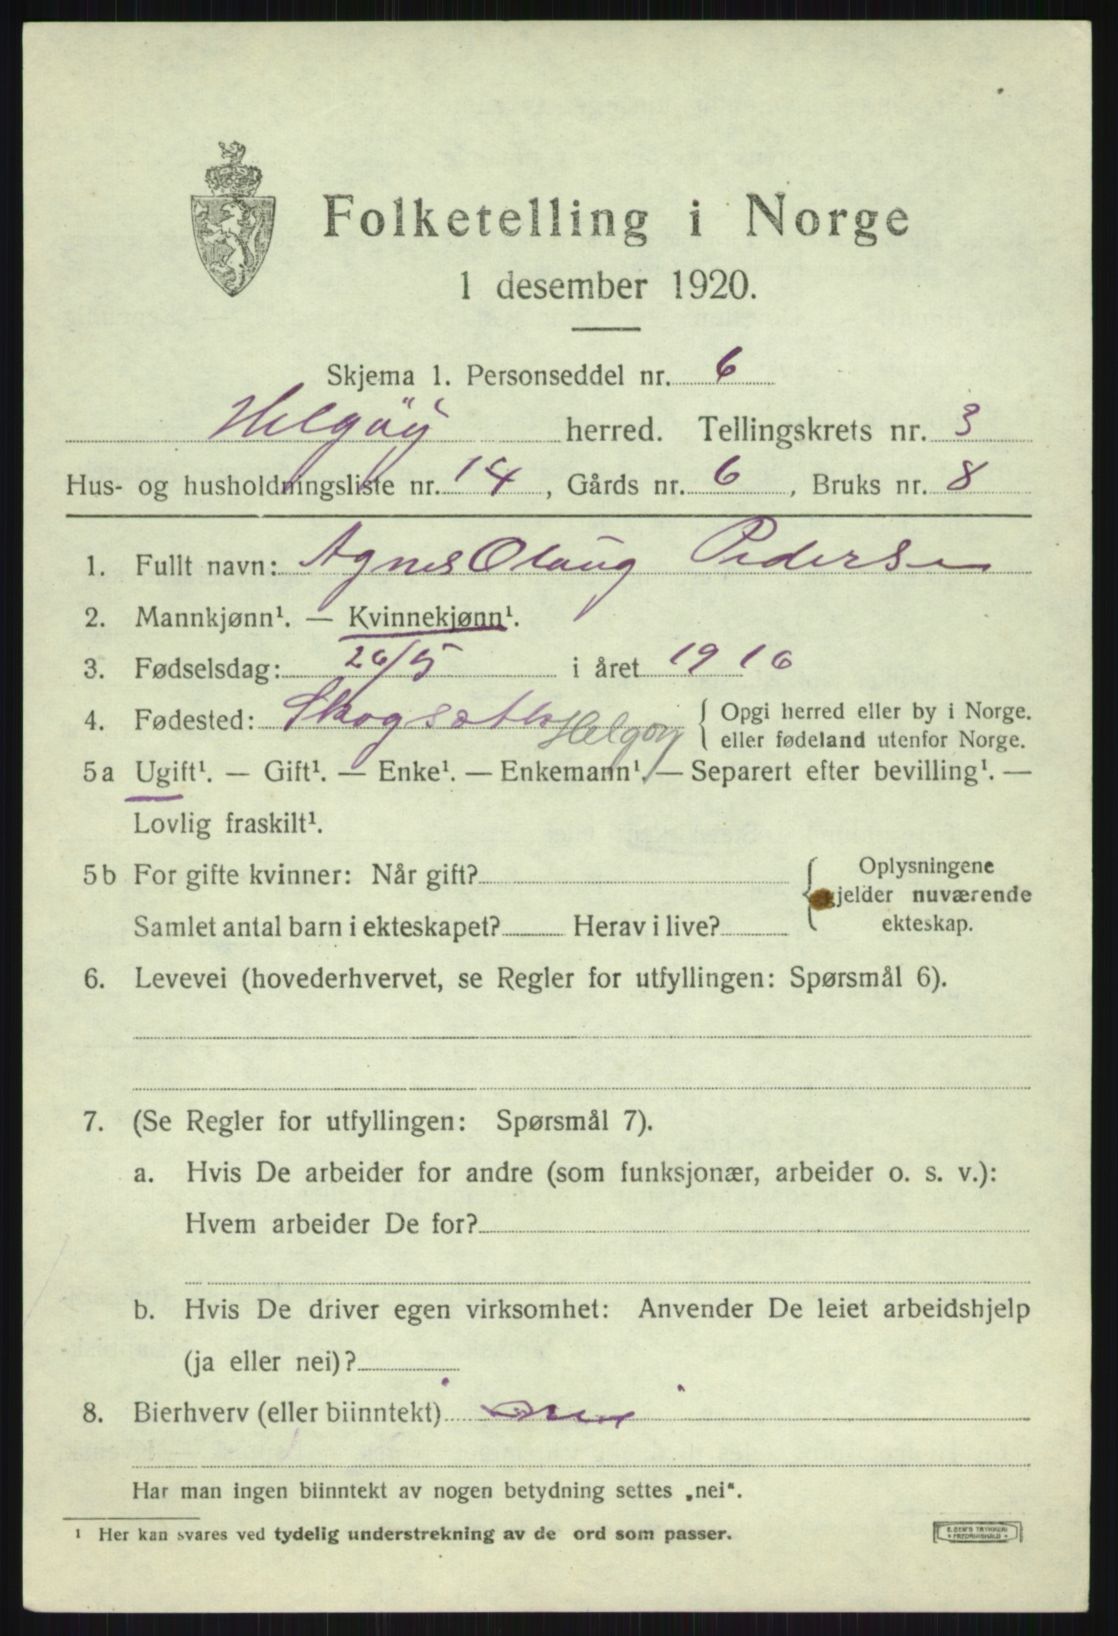 Folketelling i Norge
1 desember 1920.
Skjema 1. Personseddel nr. 6
Helgöy herred. Tellingskrets nr. 3
Hus- og husholdningsliste nr. 14, Gårds nr. 6, Bruks nr. 8
1. Fullt navn: Agnes Olaug Pedersen
2. Mannkjønn¹. — Kvinnekjønn¹.
3. Fødselsdag: 26/5 i året 1916
4. Fødested: Helgöy { Opgi herred eller by i Norge.
eller fødeland utenfor Norge.
5a Ugift¹. — Gift¹. — Enke¹. — Enkemann¹. — Separert efter bevilling¹. —
Lovlig fraskilt¹.
5b For gifte kvinner: Når gift? { Oplysningene
gjelder nuværende
Samlet antal barn i ekteskapet? Herav i live? ekteskap.
6. Levevei (hovederhvervet, se Regler for utfyllingen: Spørsmål 6).
7. (Se Regler for utfyllingen: Spørsmål 7).
a. Hvis De arbeider for andre (som funksjonær, arbeider o. s. v.):
Hvem arbeider De for?
b. Hvis De driver egen virksomhet: Anvender De leiet arbeidshjelp
(ja eller nei)?
8. Bierhverv (eller biinntekt)
Har man ingen biinntekt av nogen betydning settes „nei".
¹ Her kan svares ved tydelig understrekning av de ord som passer.